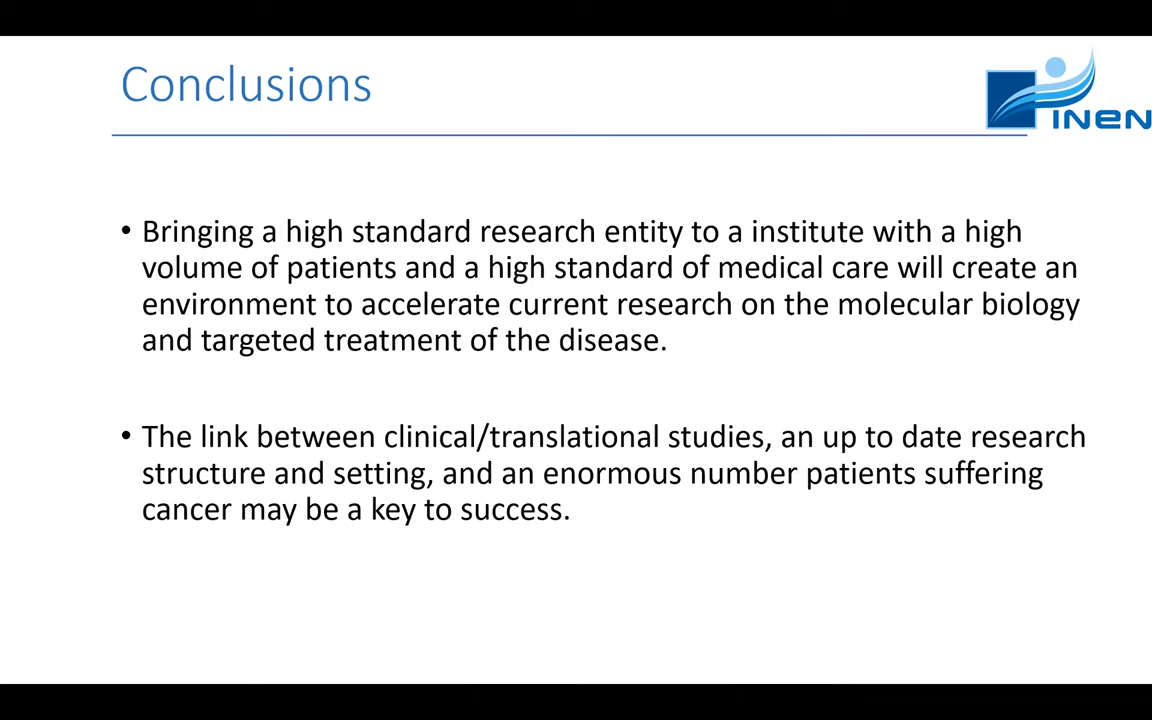 Conclusions
INEN
• Bringing a high standard research entity to a institute with a high
volume of patients and a high standard of medical care will create an
environment to accelerate current research on the molecular biology
and targeted treatment of the disease.
• The link between clinical/translational studies, an up to date research
structure and setting, and an enormous number patients suffering
cancer may be a key to success.